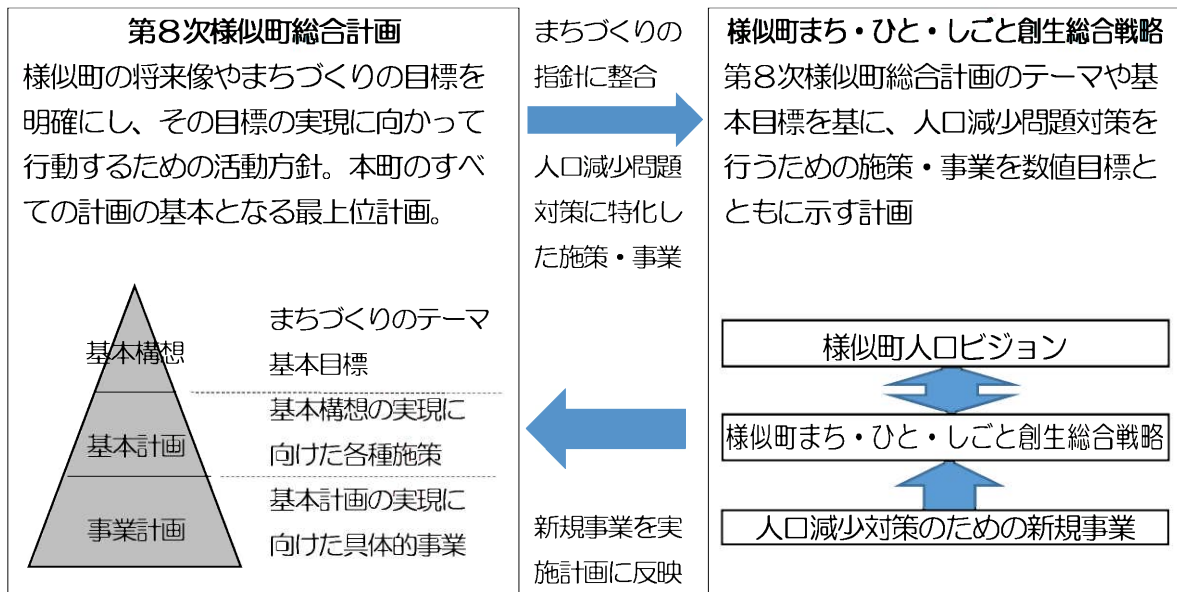 第8次様似町総合計画
様似町の将来像やまちづくりの目標を
明確にし、その目標の実現に向かって
行動するための活動方針。本町のすべ
ての計画の基本となる最上位計画。
基本構想
まちづくりのテーマ
基本目標
基本計画
基本構想の実現に
向けた各種施策
事業計画
基本計画の実現に
向けた具体的事業
まちづくりの
指針に整合
人口減少問題
対策に特化し
た施策・事業
新規事業を実
施計画に反映
様似町まち・ひと・しごと創生総合戦略
第8次様似町総合計画のテーマや基
本目標を基に、人口減少問題対策を
行うための施策・事業を数値目標と
ともに示す計画
様似町人口ビジョン
様似町まち・ひと・しごと創生総合戦略
人口減少対策のための新規事業